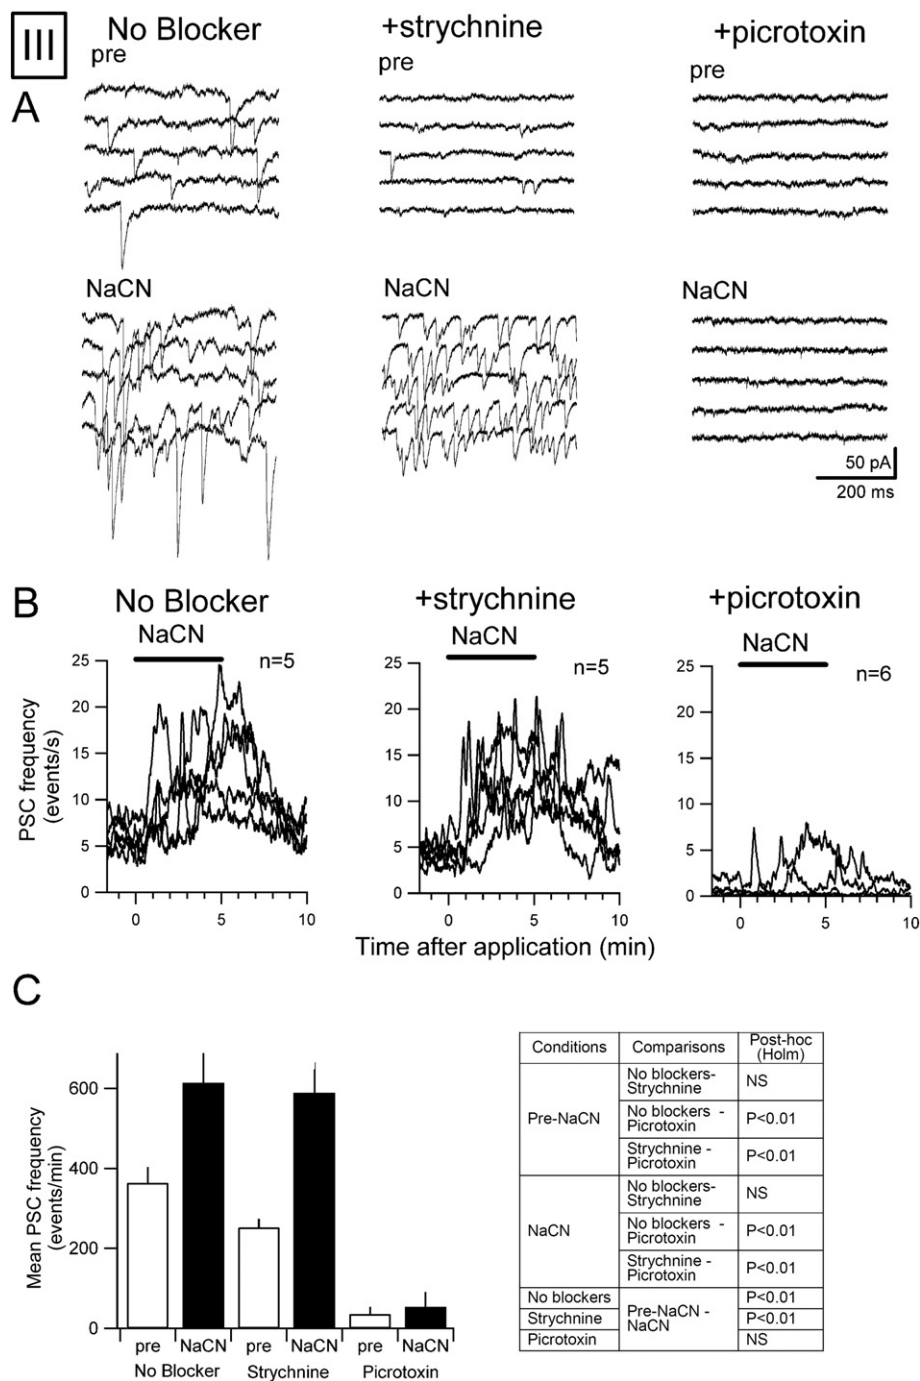 III
No Blocker
+strychnine
+picrotoxin
pre
pre
pre
A
NaCN
NaCN
NaCN
50 pA
200 ms
B
No Blocker
+strychnine
+picrotoxin
NaCN
NaCN
NaCN
n=5
n=5
n=6
PSC frequency
(events/s)
25
20
15
10
5
0
0
5
10
25
20
15
10
5
0
0
5
10
25
20
15
10
5
0
0
5
10
Time after application (min)
C
Mean PSC frequency
(events/min)
600
400
200
0
pre
NaCN
pre
NaCN
pre
NaCN
No Blocker
Strychnine
Picrotoxin
Conditions
Comparisons
Post-hoc
(Holm)
Pre-NaCN
No blockers-
Strychnine
NS
No blockers -
Picrotoxin
P<0.01
Strychnine -
Picrotoxin
P<0.01
NaCN
No blockers-
Strychnine
NS
No blockers -
Picrotoxin
P<0.01
Strychnine -
Picrotoxin
P<0.01
No blockers
Pre-NaCN -
NaCN
P<0.01
Strychnine
P<0.01
Picrotoxin
NS